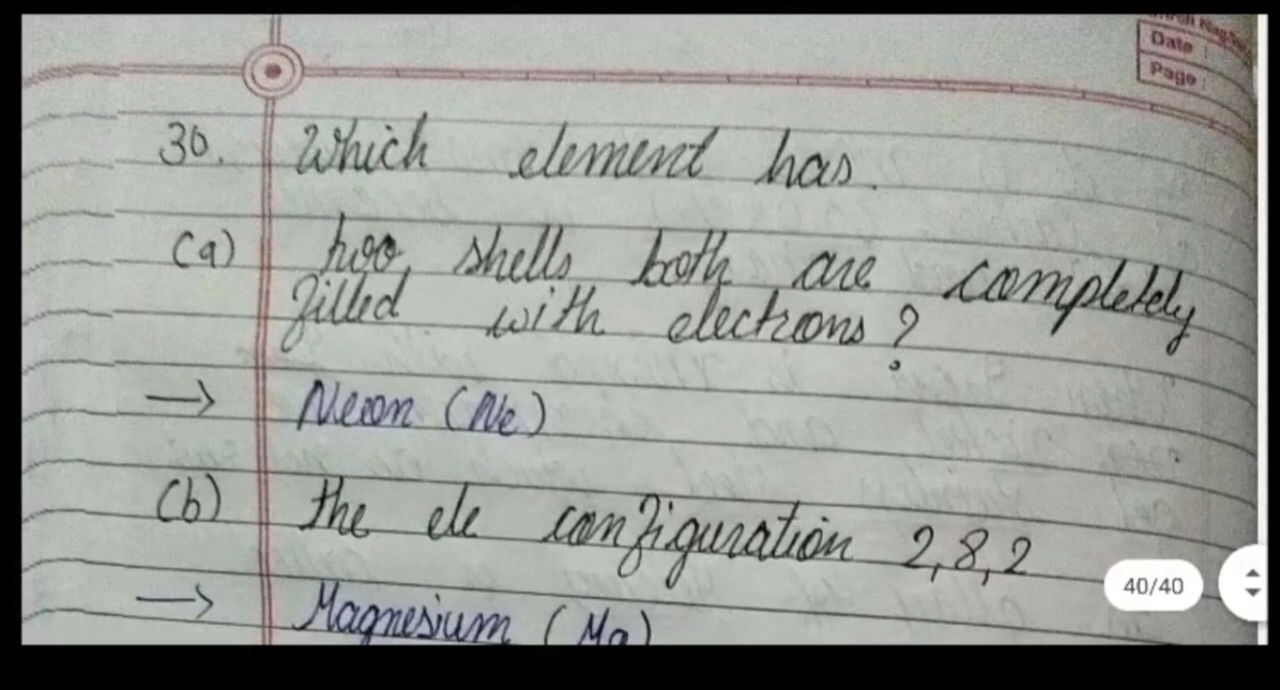 Date :
Page :
30. Which element has.
(a) two, shells both are completely
filled with electrons ?
→ Neon (Ne)
(b) the ele configuration 2,8,2
→ Magnesium (Mg)
40/40